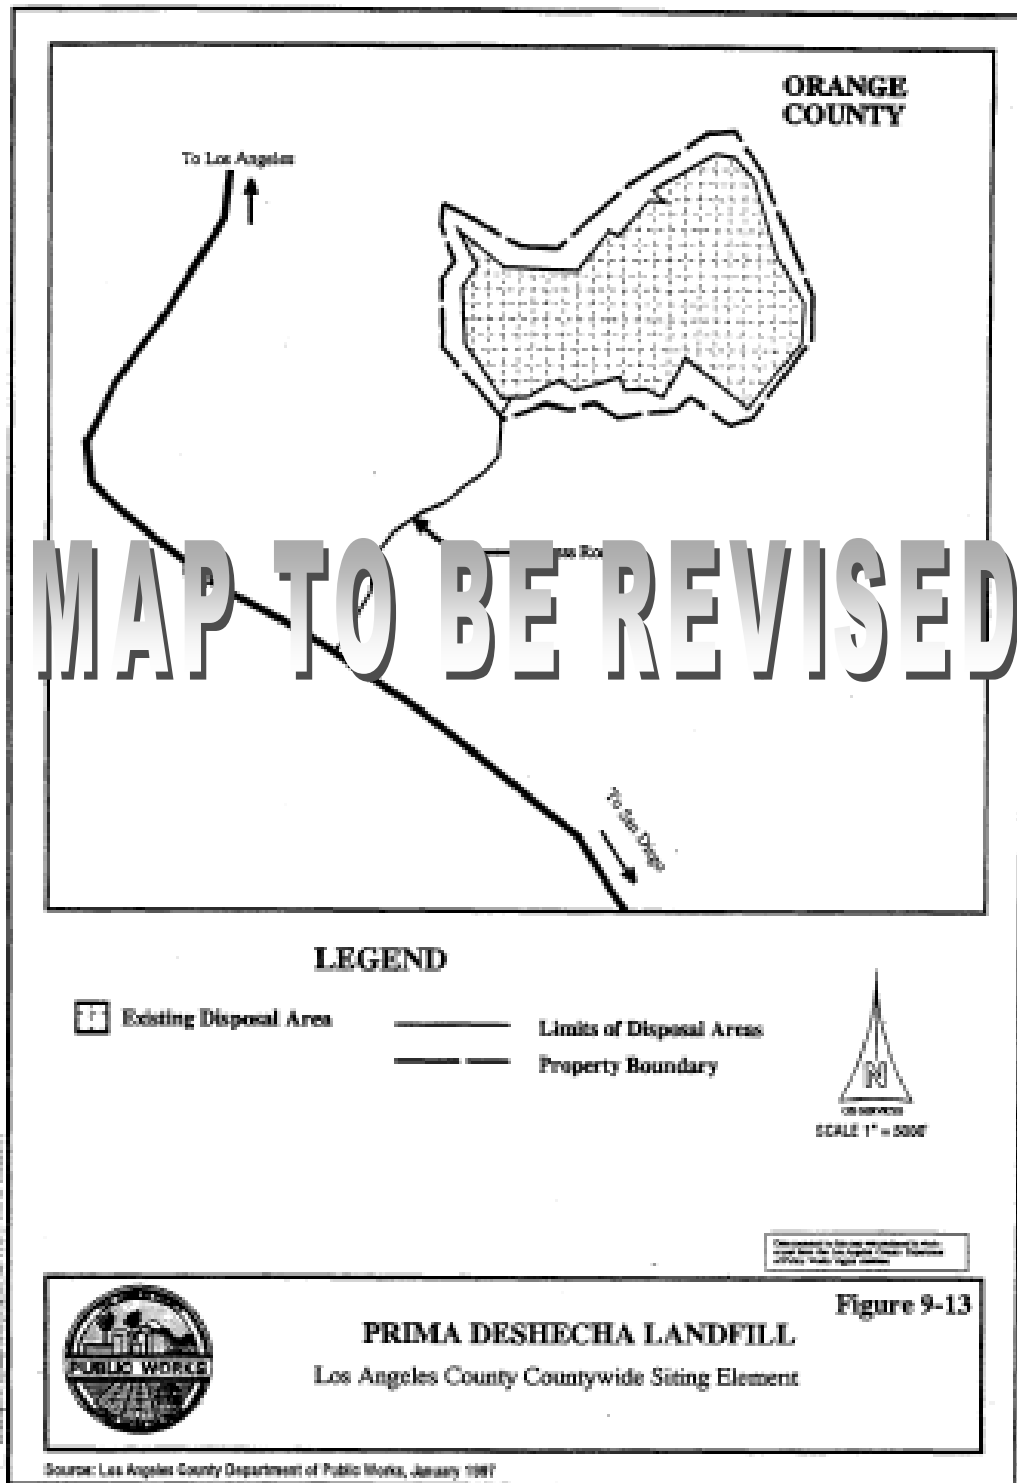 ORANGE
COUNTY
To Los Angeles
MAP TO BE REVISED
To San Diego
LEGEND
Existing Disposal Area
Limits of Disposal Areas
Property Boundary
N
SCALE 1" =
Figure 9-13
PRIMA DESHECHA LANDFILL
Los Angeles County Countywide Siting Element
PUBLIC WORKS
Source: Los Angeles County Department of Public Works, January 1997